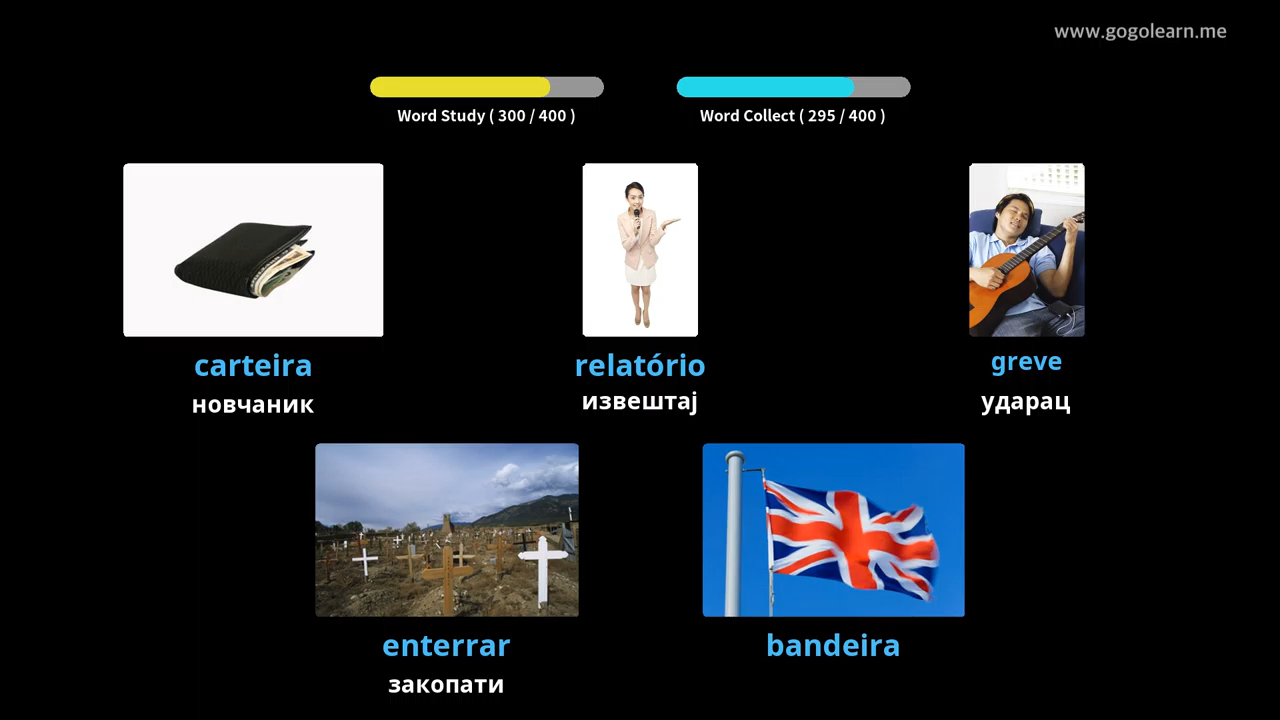 www.gogolearn.me
Word Study ( 300 / 400 )
Word Collect ( 295 / 400 )
carteira
новчаник
relatório
извештај
greve
ударац
enterrar
закопати
bandeira